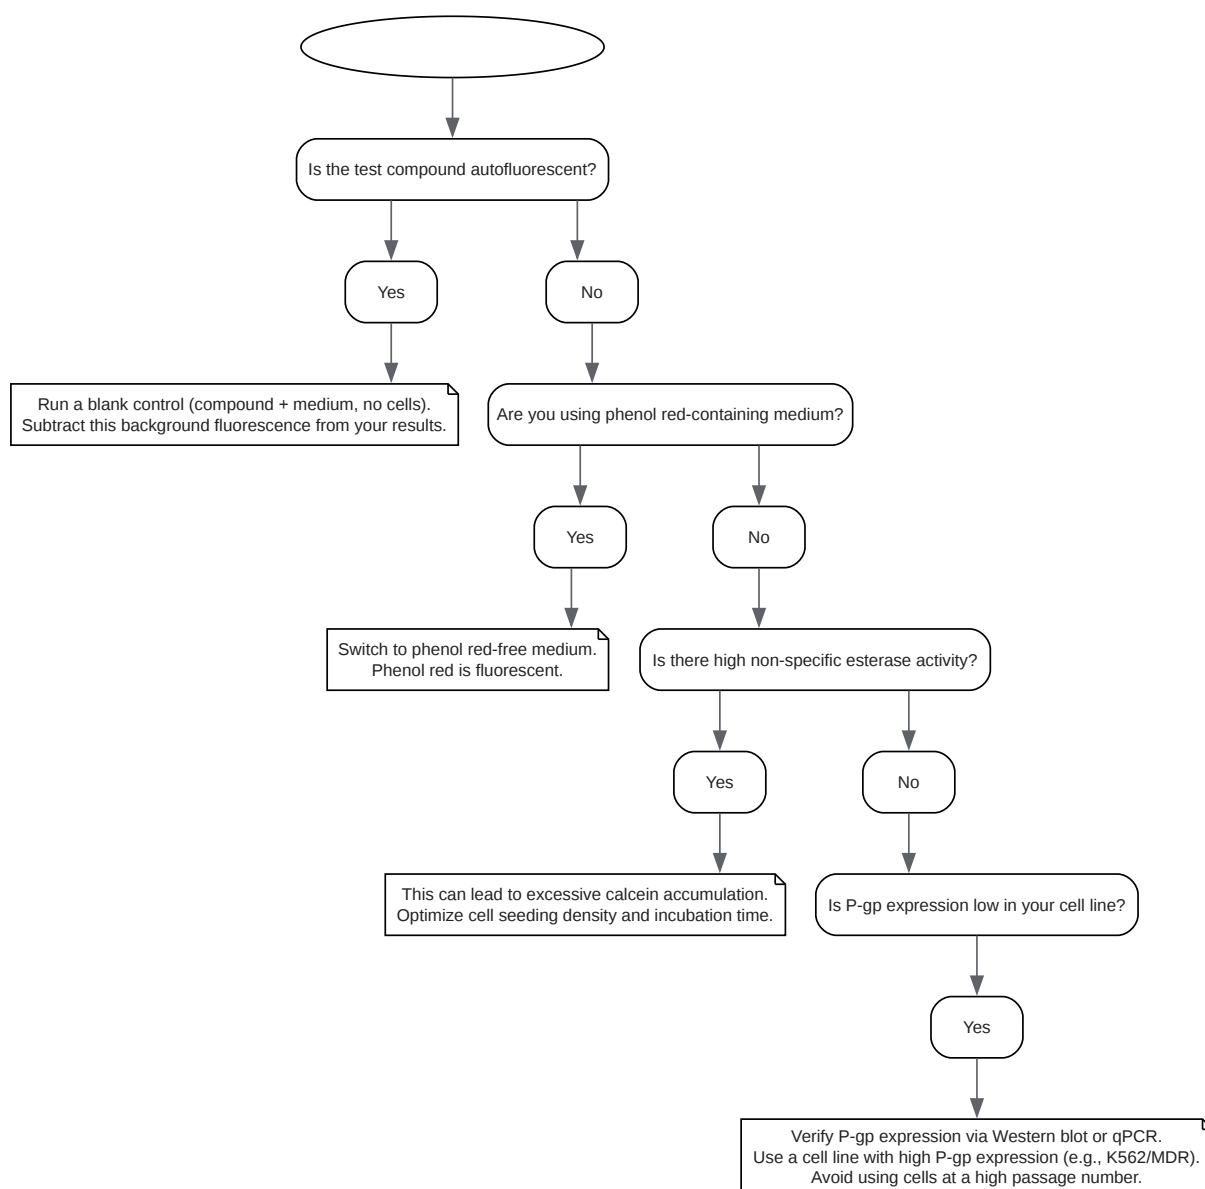 Is the test compound autofluorescent?
Yes
No
Run a blank control (compound + medium, no cells).
Subtract this background fluorescence from your results.
Are you using phenol red-containing medium?
Yes
No
Switch to phenol red-free medium.
Phenol red is fluorescent.
Is there high non-specific esterase activity?
Yes
No
This can lead to excessive calcein accumulation.
Optimize cell seeding density and incubation time.
Is P-gp expression low in your cell line?
Yes
Verify P-gp expression via Western blot or qPCR.
Use a cell line with high P-gp expression (e.g., K562/MDR).
Avoid using cells at a high passage number.